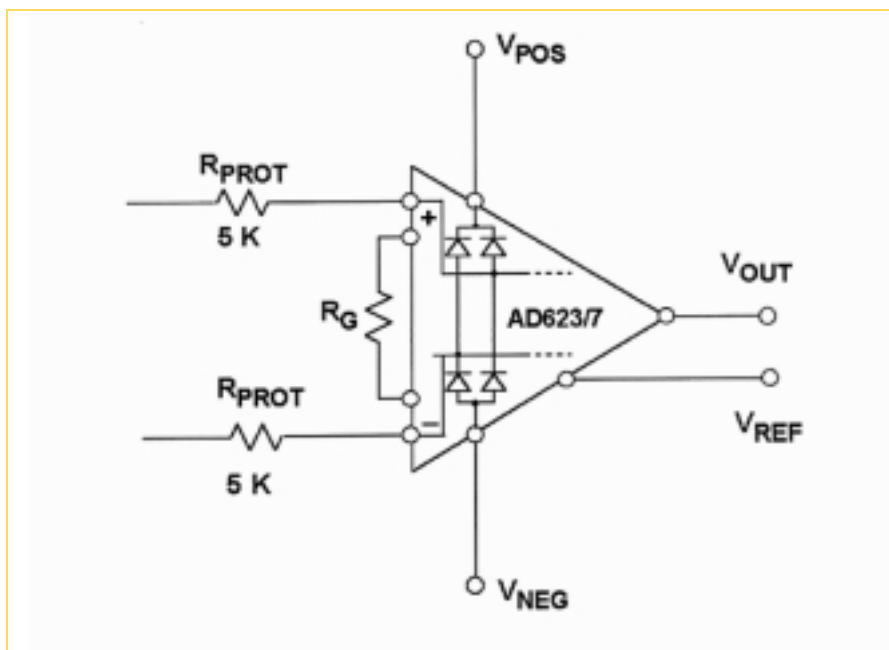 VPOS
RPROT
5 K
+
RG
AD623/7
VOUT
RPROT
5 K
−
VREF
VNEG